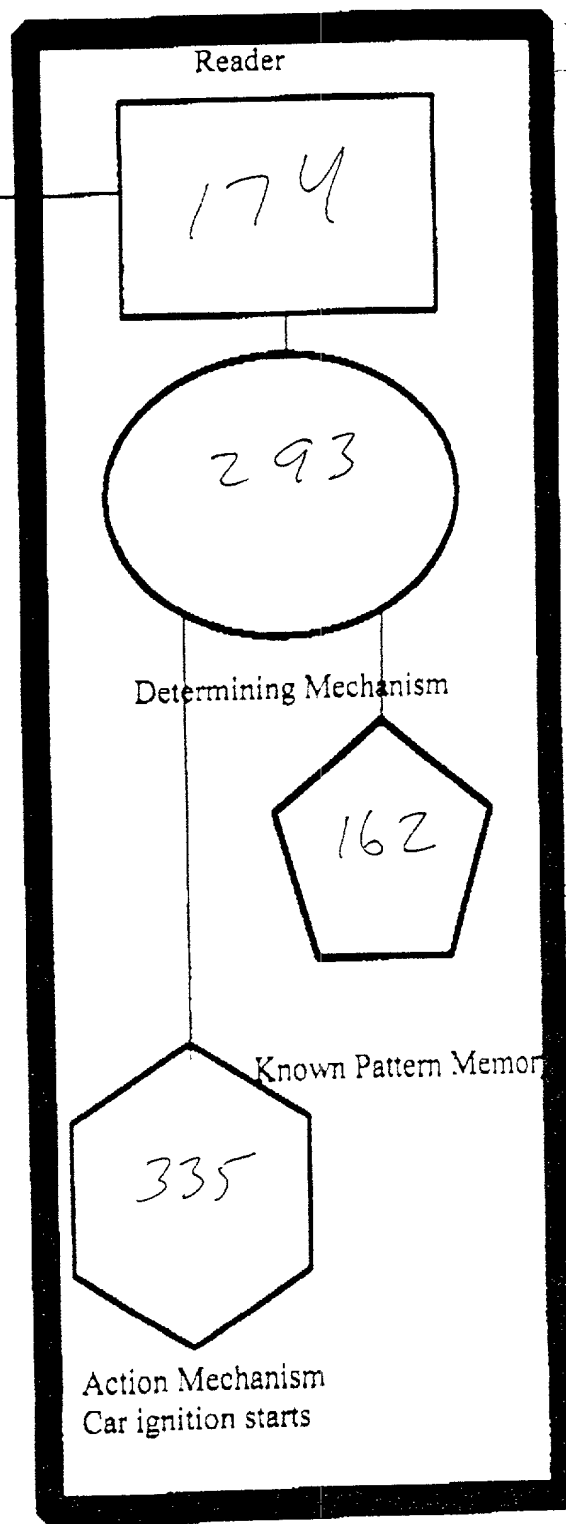 Reader
174
293
Determining Mechanism
162
Known Pattern Memor
335
Action Mechanism
Car ignition starts